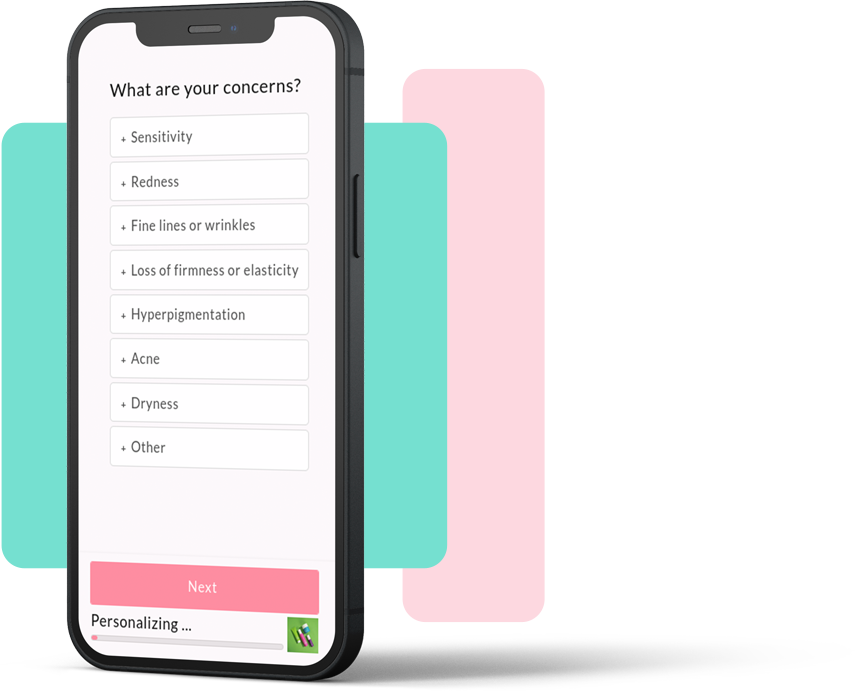 What are your concerns?
+ Sensitivity
+ Redness
+ Fine lines or wrinkles
+ Loss of firmness or elasticity
+ Hyperpigmentation
+ Acne
+ Dryness
+ Other
Next
Personalizing ...